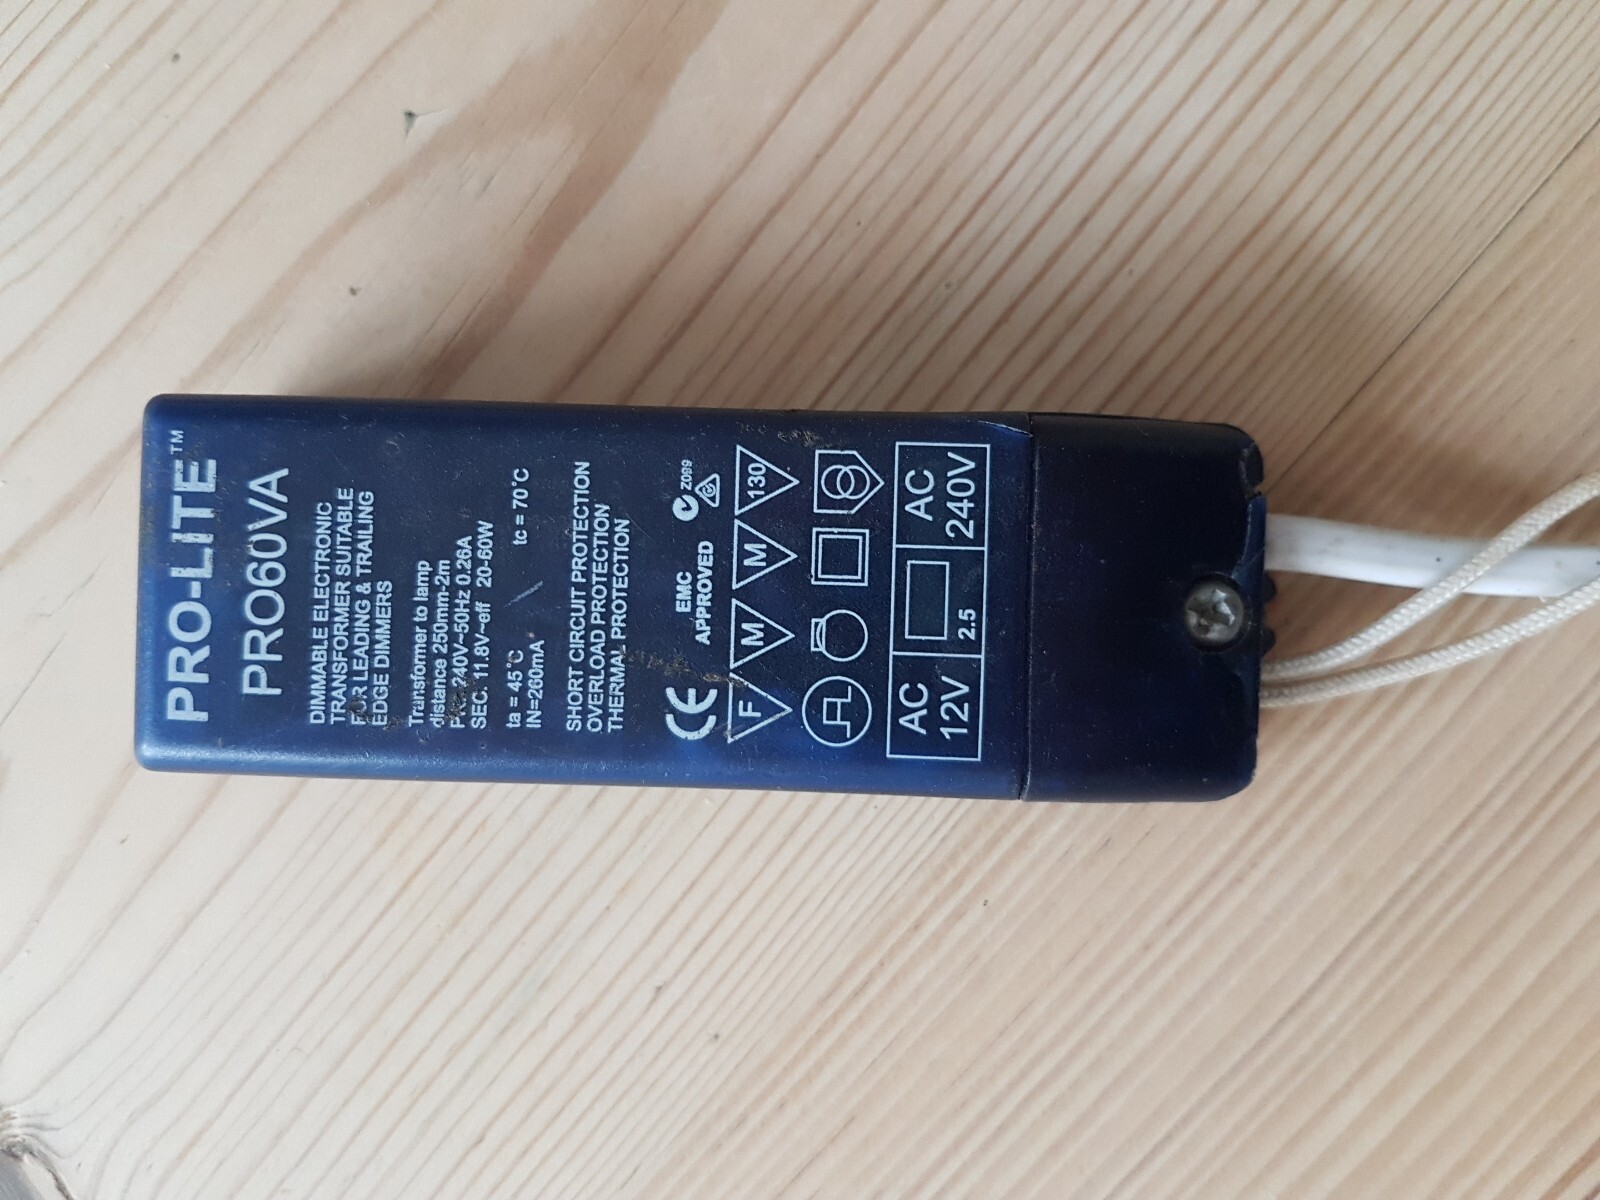 PRO-LITE™
PRO60VA
DIMMABLE ELECTRONIC
TRANSFORMER SUITABLE
FOR LEADING & TRAILING
EDGE DIMMERS
Transformer to lamp
distance 250mm-2m
PRI. 240V~50Hz 0.26A
SEC. 11.8V~eff 20-60W
ta = 45°C tc = 70°C
IN=260mA
SHORT CIRCUIT PROTECTION
OVERLOAD PROTECTION
THERMAL PROTECTION
CE EMC APPROVED Z099
F M M 130
AC 12V 2.5 AC 240V